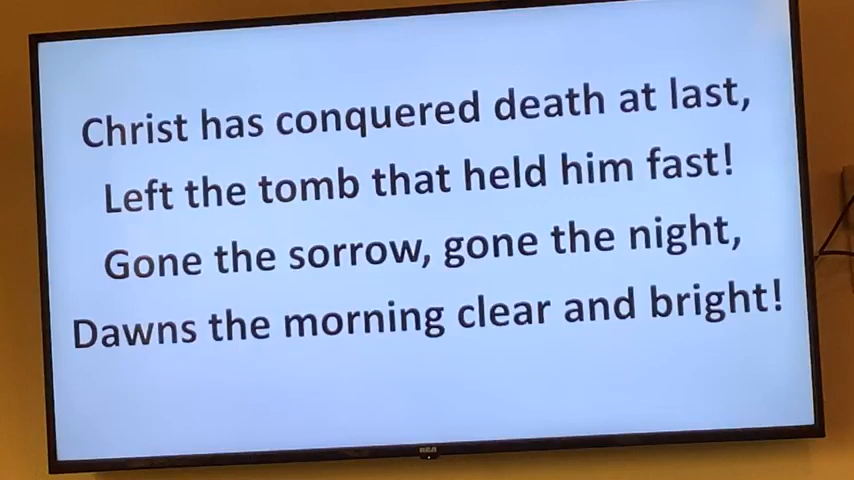 Christ has conquered death at last,
Left the tomb that held him fast!
Gone the sorrow, gone the night,
Dawns the morning clear and bright!
RCA